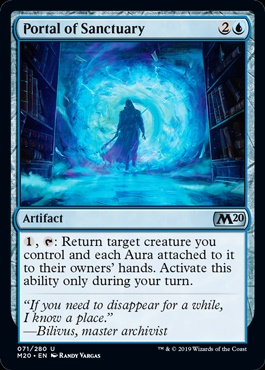 Portal of Sanctuary 2
Artifact M20
1, : Return target creature you
control and each Aura attached to it
to their owners' hands. Activate this
ability only during your turn.
"If you need to disappear for a while,
I know a place."
—Bilivus, master archivist
071/280 U
M20 • EN RANDY VARGAS ™ & © 2019 Wizards of the Coast